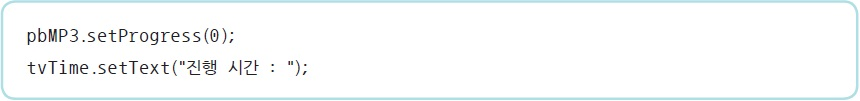 pbMP3.setProgress(0);
tvTime.setText("진행 시간 : ");